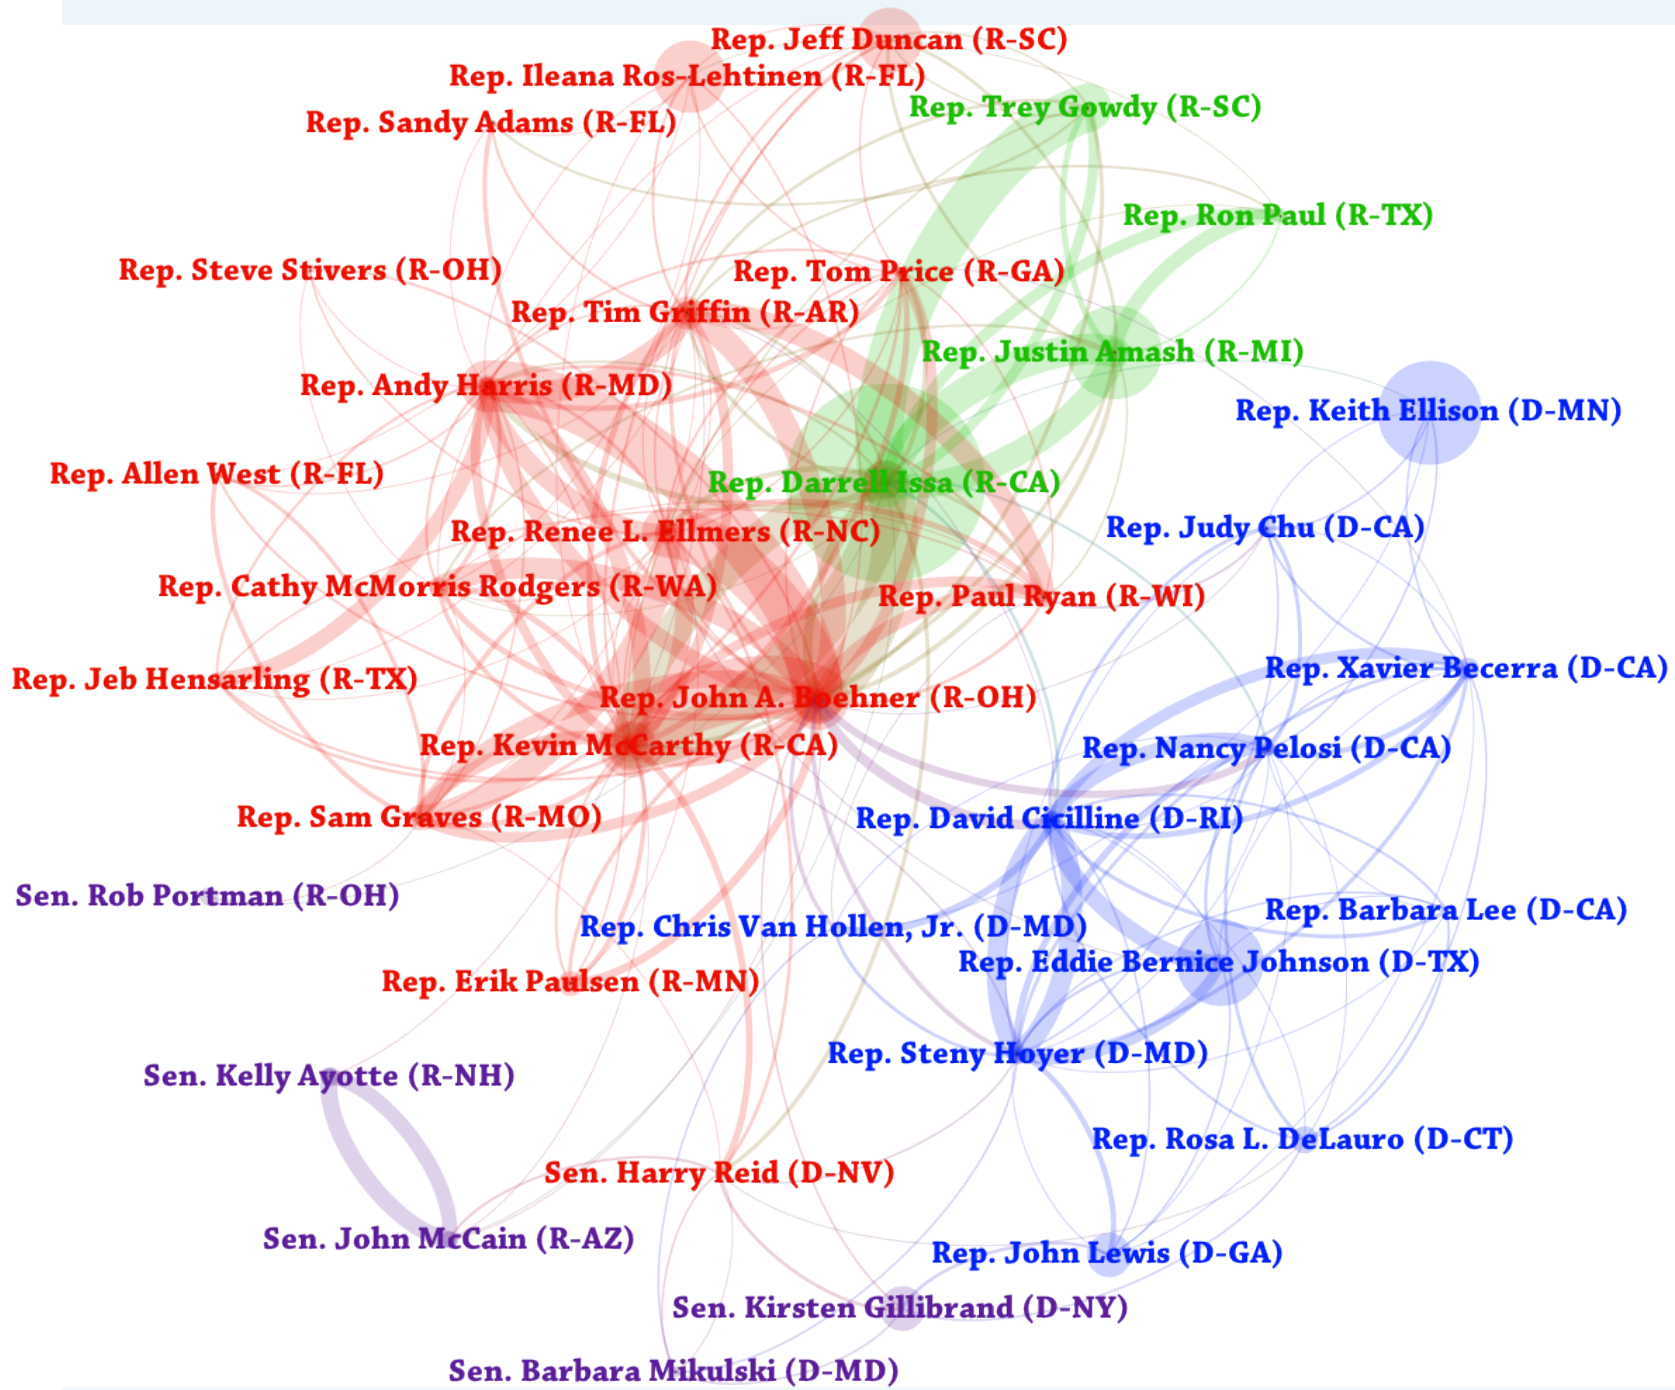 Rep. Jeff Duncan (R-SC)
Rep. Ileana Ros-Lehtinen (R-FL)
Rep. Trey Gowdy (R-SC)
Rep. Sandy Adams (R-FL)
Rep. Ron Paul (R-TX)
Rep. Steve Stivers (R-OH)
Rep. Tom Price (R-GA)
Rep. Tim Griffin (R-AR)
Rep. Justin Amash (R-MI)
Rep. Andy Harris (R-MD)
Rep. Keith Ellison (D-MN)
Rep. Allen West (R-FL)
Rep. Darrell Issa (R-CA)
Rep. Renee L. Ellmers (R-NC)
Rep. Judy Chu (D-CA)
Rep. Cathy McMorris Rodgers (R-WA)
Rep. Paul Ryan (R-WI)
Rep. Xavier Becerra (D-CA)
Rep. Jeb Hensarling (R-TX)
Rep. John A. Boehner (R-OH)
Rep. Kevin McCarthy (R-CA)
Rep. Nancy Pelosi (D-CA)
Rep. Sam Graves (R-MO)
Rep. David Cicilline (D-RI)
Sen. Rob Portman (R-OH)
Rep. Barbara Lee (D-CA)
Rep. Chris Van Hollen, Jr. (D-MD)
Rep. Eddie Bernice Johnson (D-TX)
Rep. Erik Paulsen (R-MN)
Rep. Steny Hoyer (D-MD)
Sen. Kelly Ayotte (R-NH)
Rep. Rosa L. DeLauro (D-CT)
Sen. Harry Reid (D-NV)
Sen. John McCain (R-AZ)
Rep. John Lewis (D-GA)
Sen. Kirsten Gillibrand (D-NY)
Sen. Barbara Mikulski (D-MD)